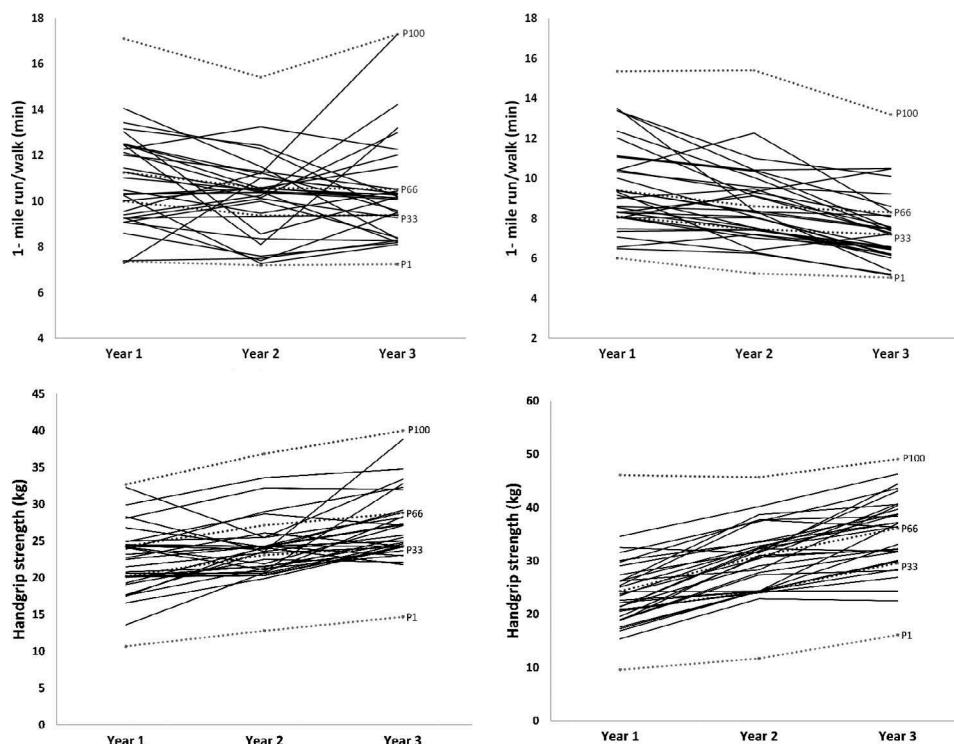 18
16
14
12
10
8
6
4
1- mile run/walk (min)
P100
P66
P33
P1
Year 1 Year 2 Year 3
18
16
14
12
10
8
6
4
2
1- mile run/walk (min)
P100
P66
P33
P1
Year 1 Year 2 Year 3
45
40
35
30
25
20
15
10
5
0
Handgrip strength (kg)
P100
P66
P33
P1
Year 1 Year 2 Year 3
60
50
40
30
20
10
0
Handgrip strength (kg)
P100
P66
P33
P1
Year 1 Year 2 Year 3